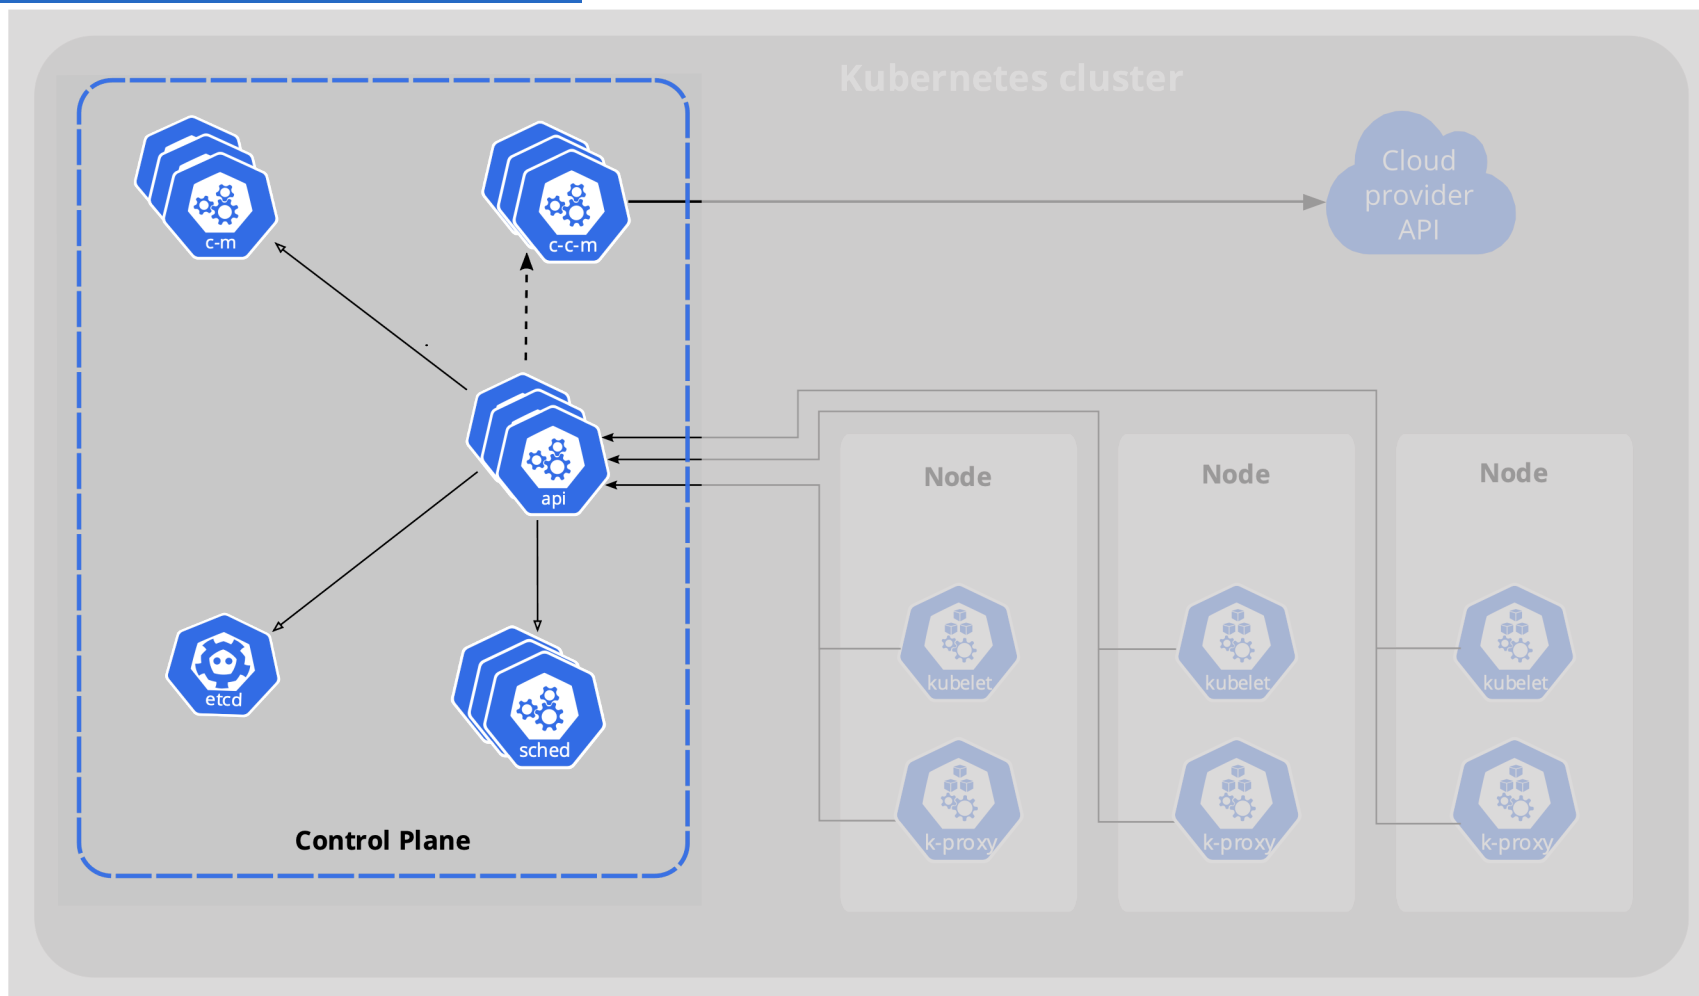 Kubernetes cluster
c-m
c-c-m
Cloud
provider
API
api
Node
Node
Node
etcd
sched
kubelet
kubelet
kubelet
k-proxy
k-proxy
k-proxy
Control Plane